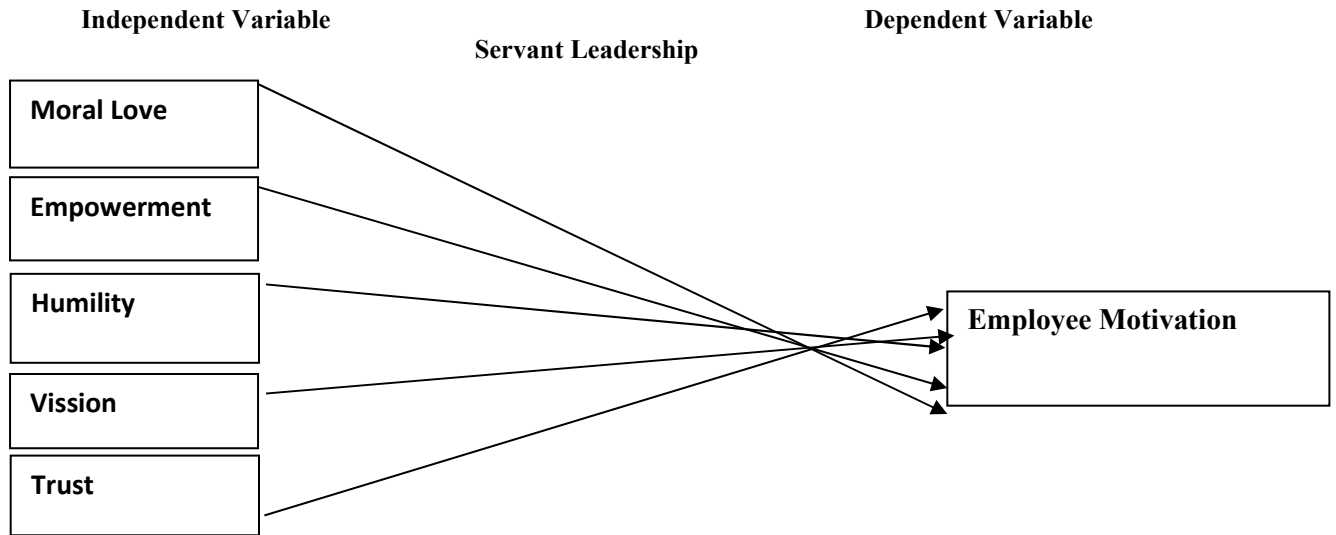 Independent Variable
Dependent Variable
Servant Leadership
Moral Love
Empowerment
Humility
Employee Motivation
Vission
Trust